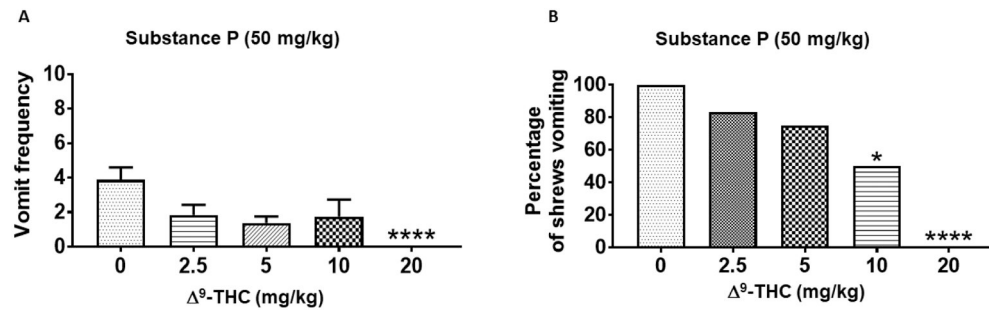 A
Substance P (50 mg/kg)
Vomit frequency
10
8
6
4
2
0
****
0 2.5 5 10 20
Δ⁹-THC (mg/kg)
B
Substance P (50 mg/kg)
Percentage
of shrews vomiting
100
80
60
40
20
0
*
****
0 2.5 5 10 20
Δ⁹-THC (mg/kg)